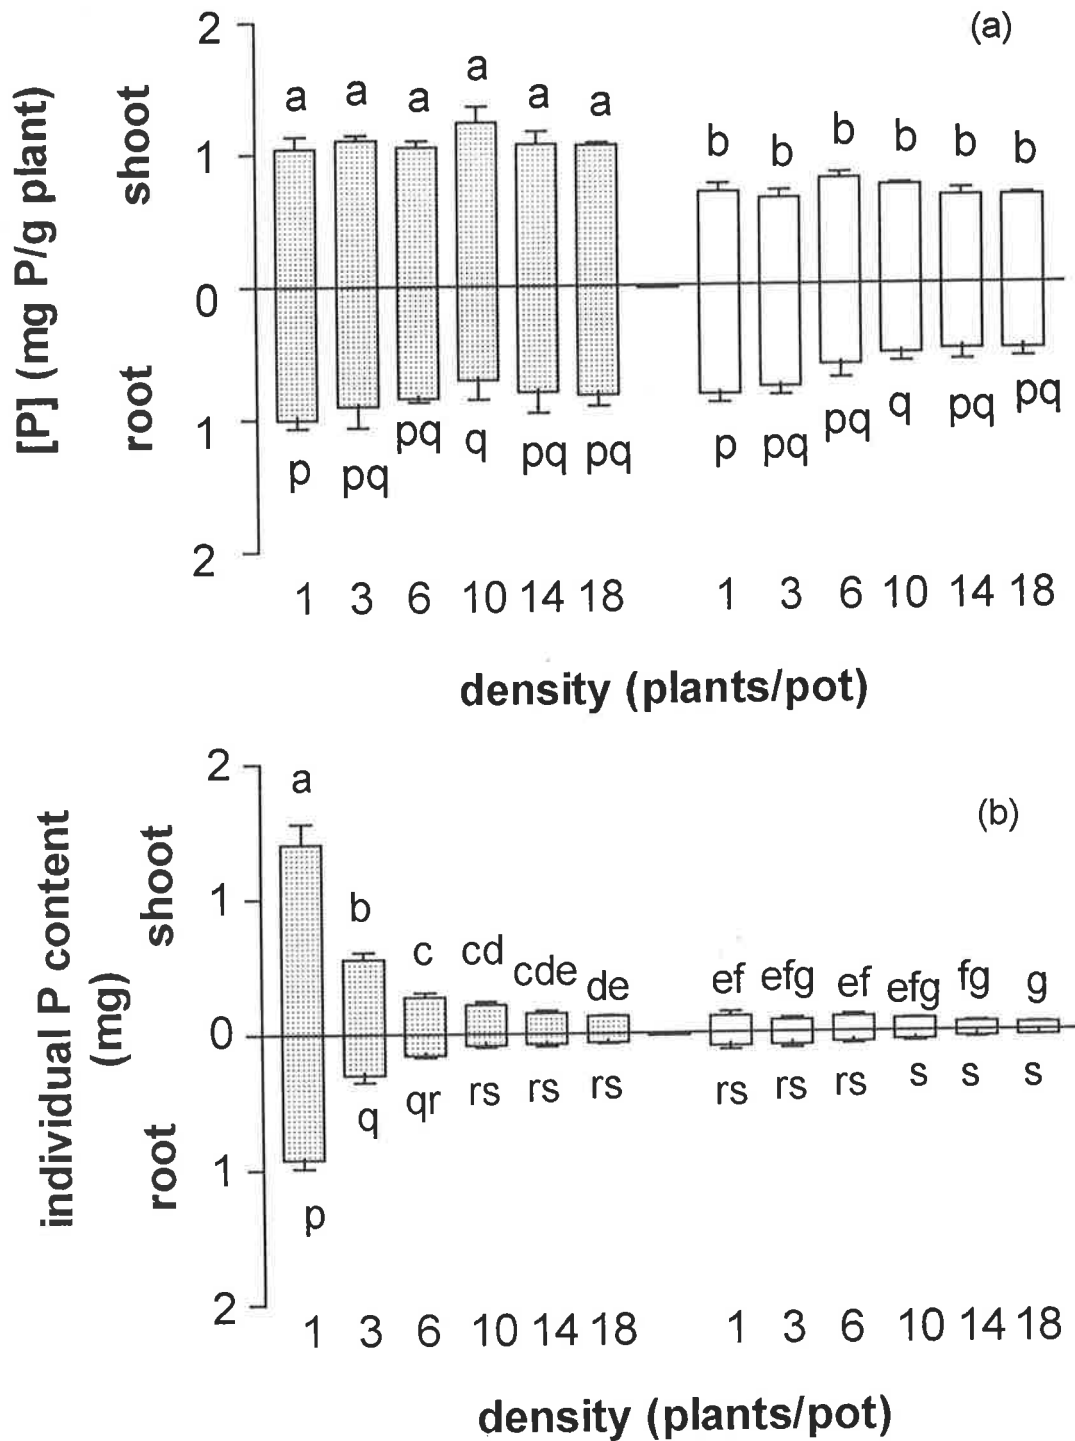 (a)
[P] (mg P/g plant)
shoot
root
2
1
0
1
2
a a a a a a
b b b b b b
p pq pq q pq pq
p pq pq q pq pq
1 3 6 10 14 18
1 3 6 10 14 18
density (plants/pot)
(b)
individual P content
(mg)
shoot
root
2
1
0
1
2
a b c cd cde de
ef efg ef efg fg g
p q qr rs rs rs
rs rs rs s s s
1 3 6 10 14 18
1 3 6 10 14 18
density (plants/pot)